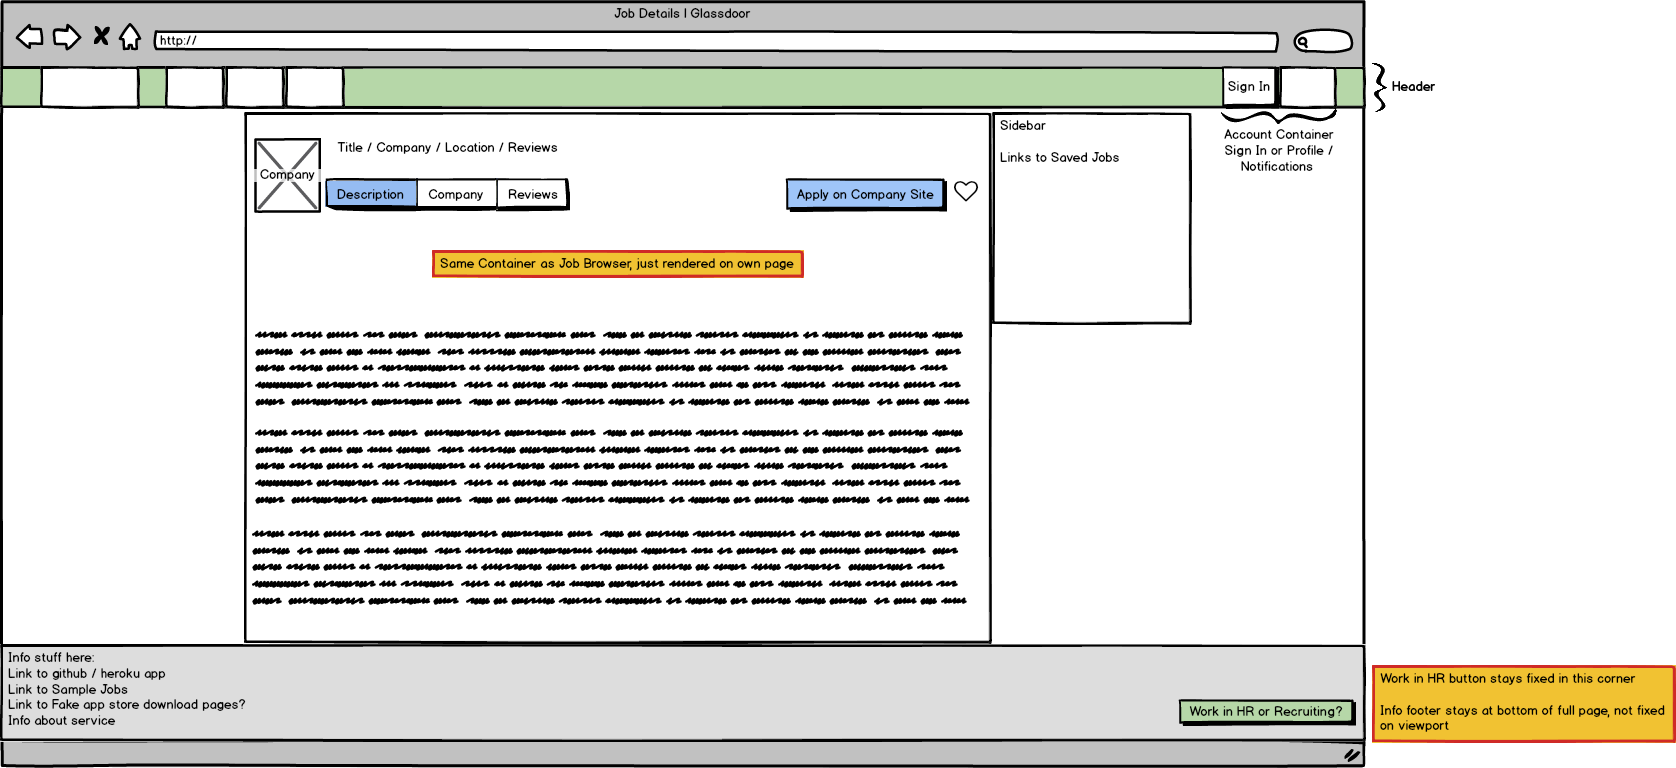 Job Details | Glassdoor
http://
Sign In
Header
Account Container
Sign In or Profile /
Notifications
Sidebar
Links to Saved Jobs
Company
Title / Company / Location / Reviews
Description
Company
Reviews
Apply on Company Site
Same Container as Job Browser, just rendered on own page
Info stuff here:
Link to github / heroku app
Link to Sample Jobs
Link to Fake app store download pages?
Info about service
Work in HR or Recruiting?
Work in HR button stays fixed in this corner
Info footer stays at bottom of full page, not fixed
on viewport